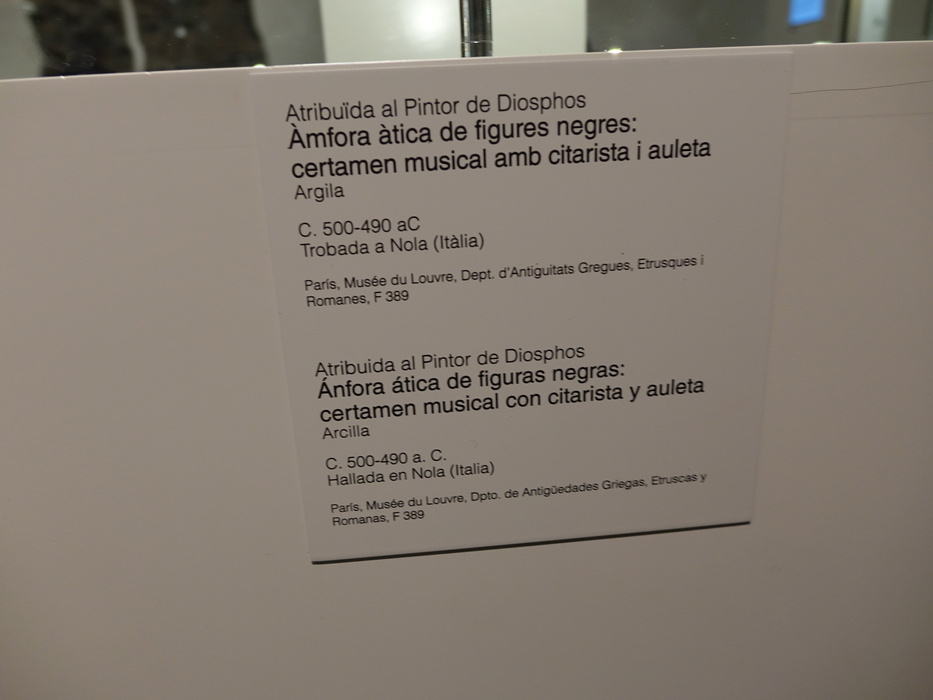 Atribuïda al Pintor de Diosphos
Àmfora àtica de figures negres:
certamen musical amb citarista i auleta
Argila
C. 500-490 aC
Trobada a Nola (Itàlia)
París, Musée du Louvre, Dept. d'Antiguitats Gregues, Etrusques i
Romanes, F 389
Atribuida al Pintor de Diosphos
Ánfora ática de figuras negras:
certamen musical con citarista y auleta
Arcilla
C. 500-490 a. C.
Hallada en Nola (Italia)
París, Musée du Louvre, Dpto. de Antigüedades Griegas, Etruscas y
Romanas, F 389